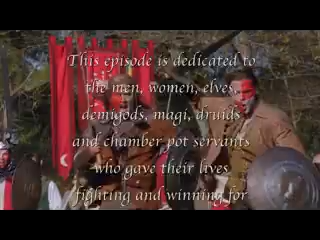 This episode is dedicated to
the men, women, elves,
demigods, magi, druids
and chamber pot servants
who gave their lives
fighting and winning for